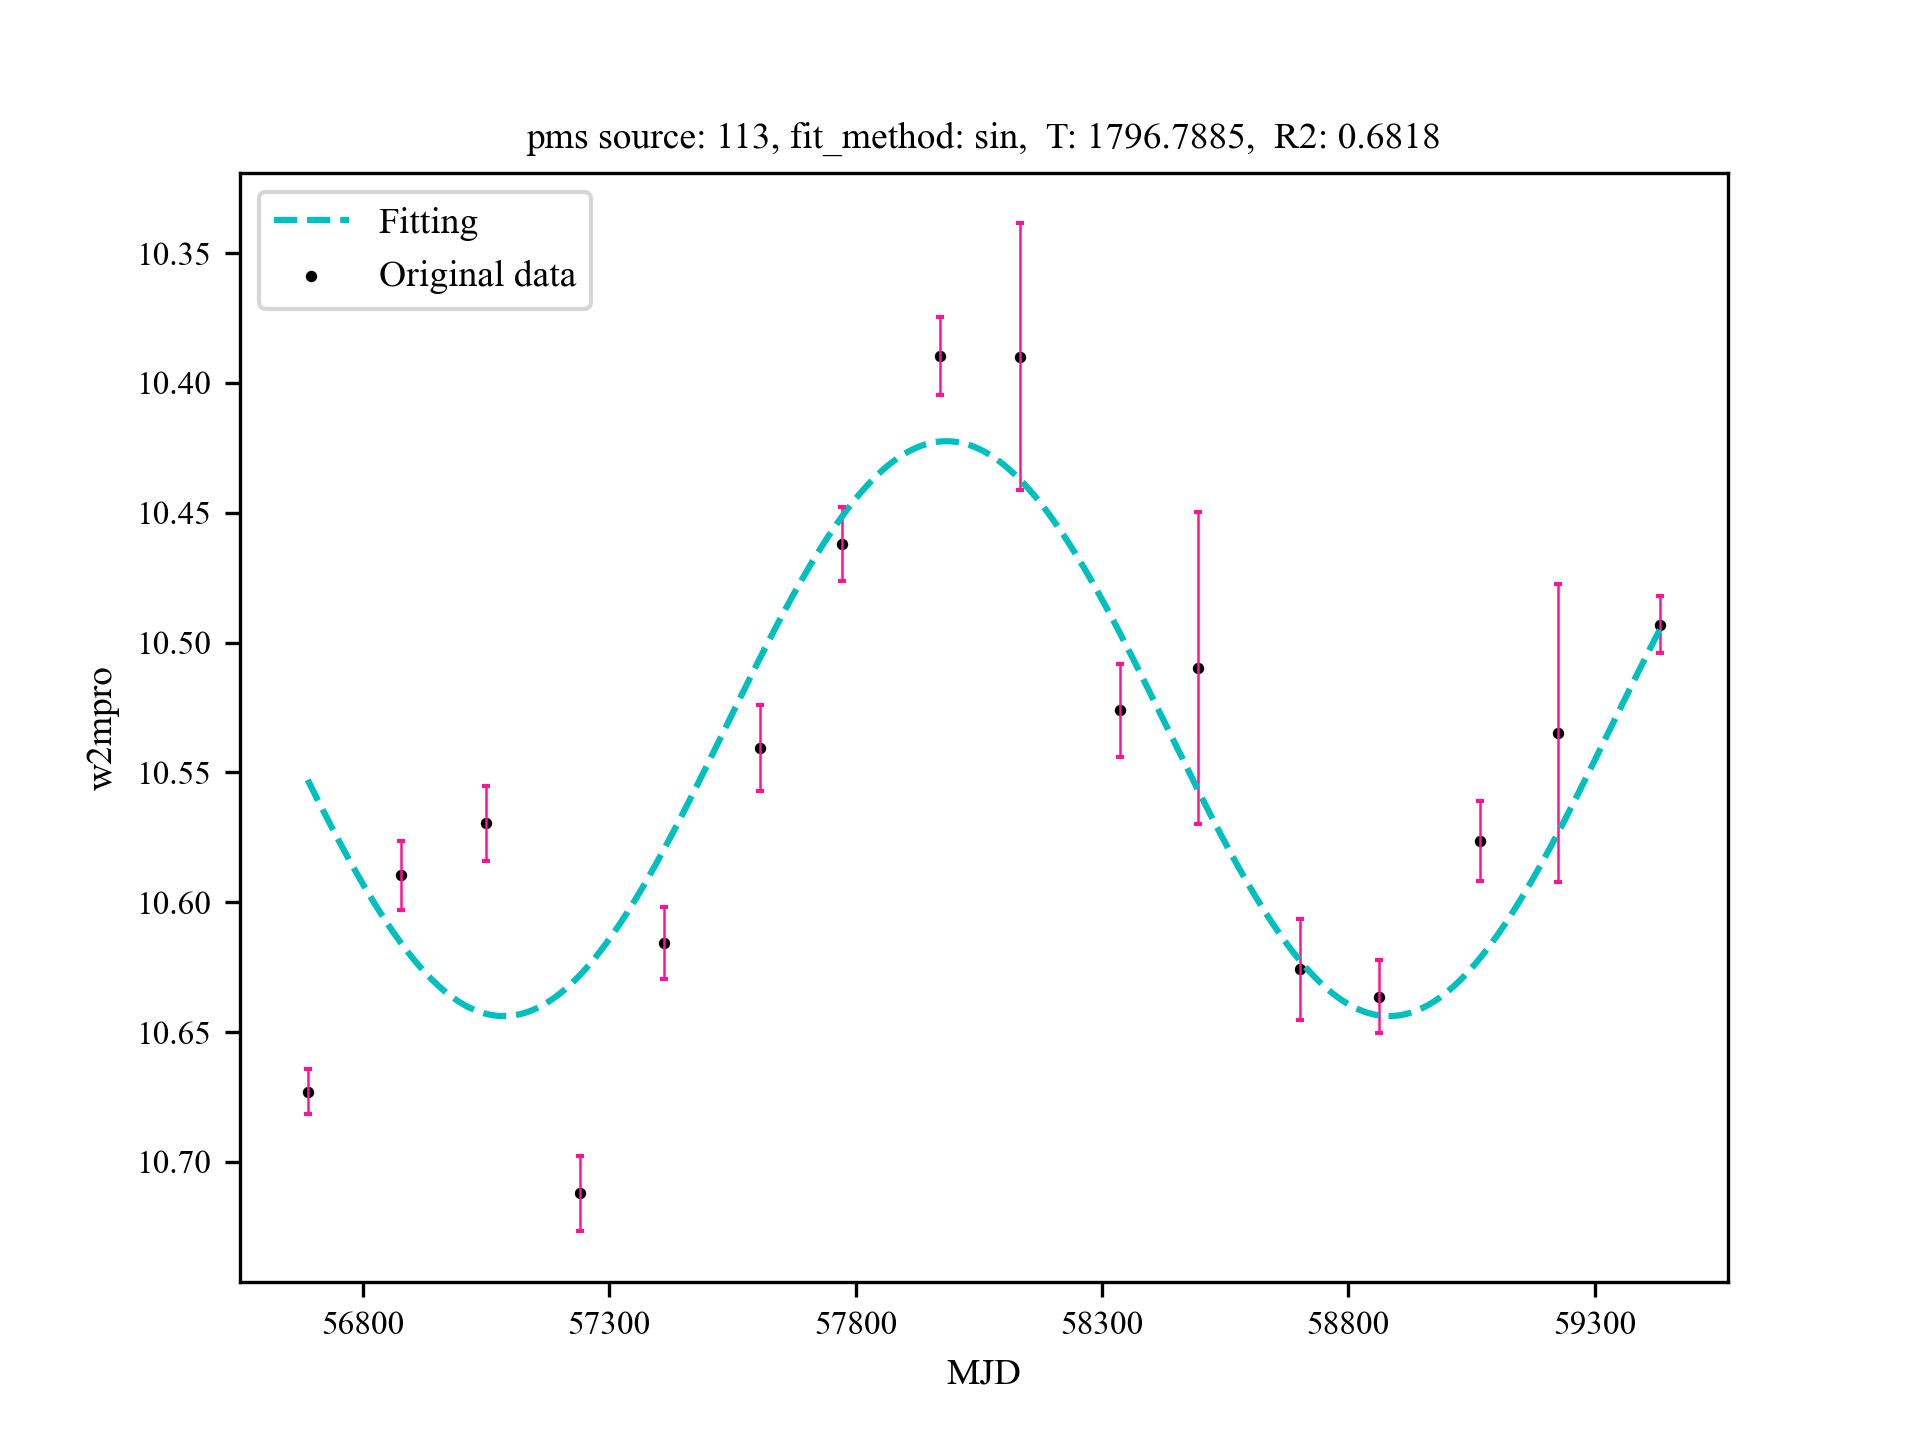 pms source: 113, fit_method: sin,  T: 1796.7885,  R2: 0.6818
Fitting
Original data
10.35
10.40
10.45
10.50
10.55
10.60
10.65
10.70
w2mpro
56800 57300 57800 58300 58800 59300
MJD